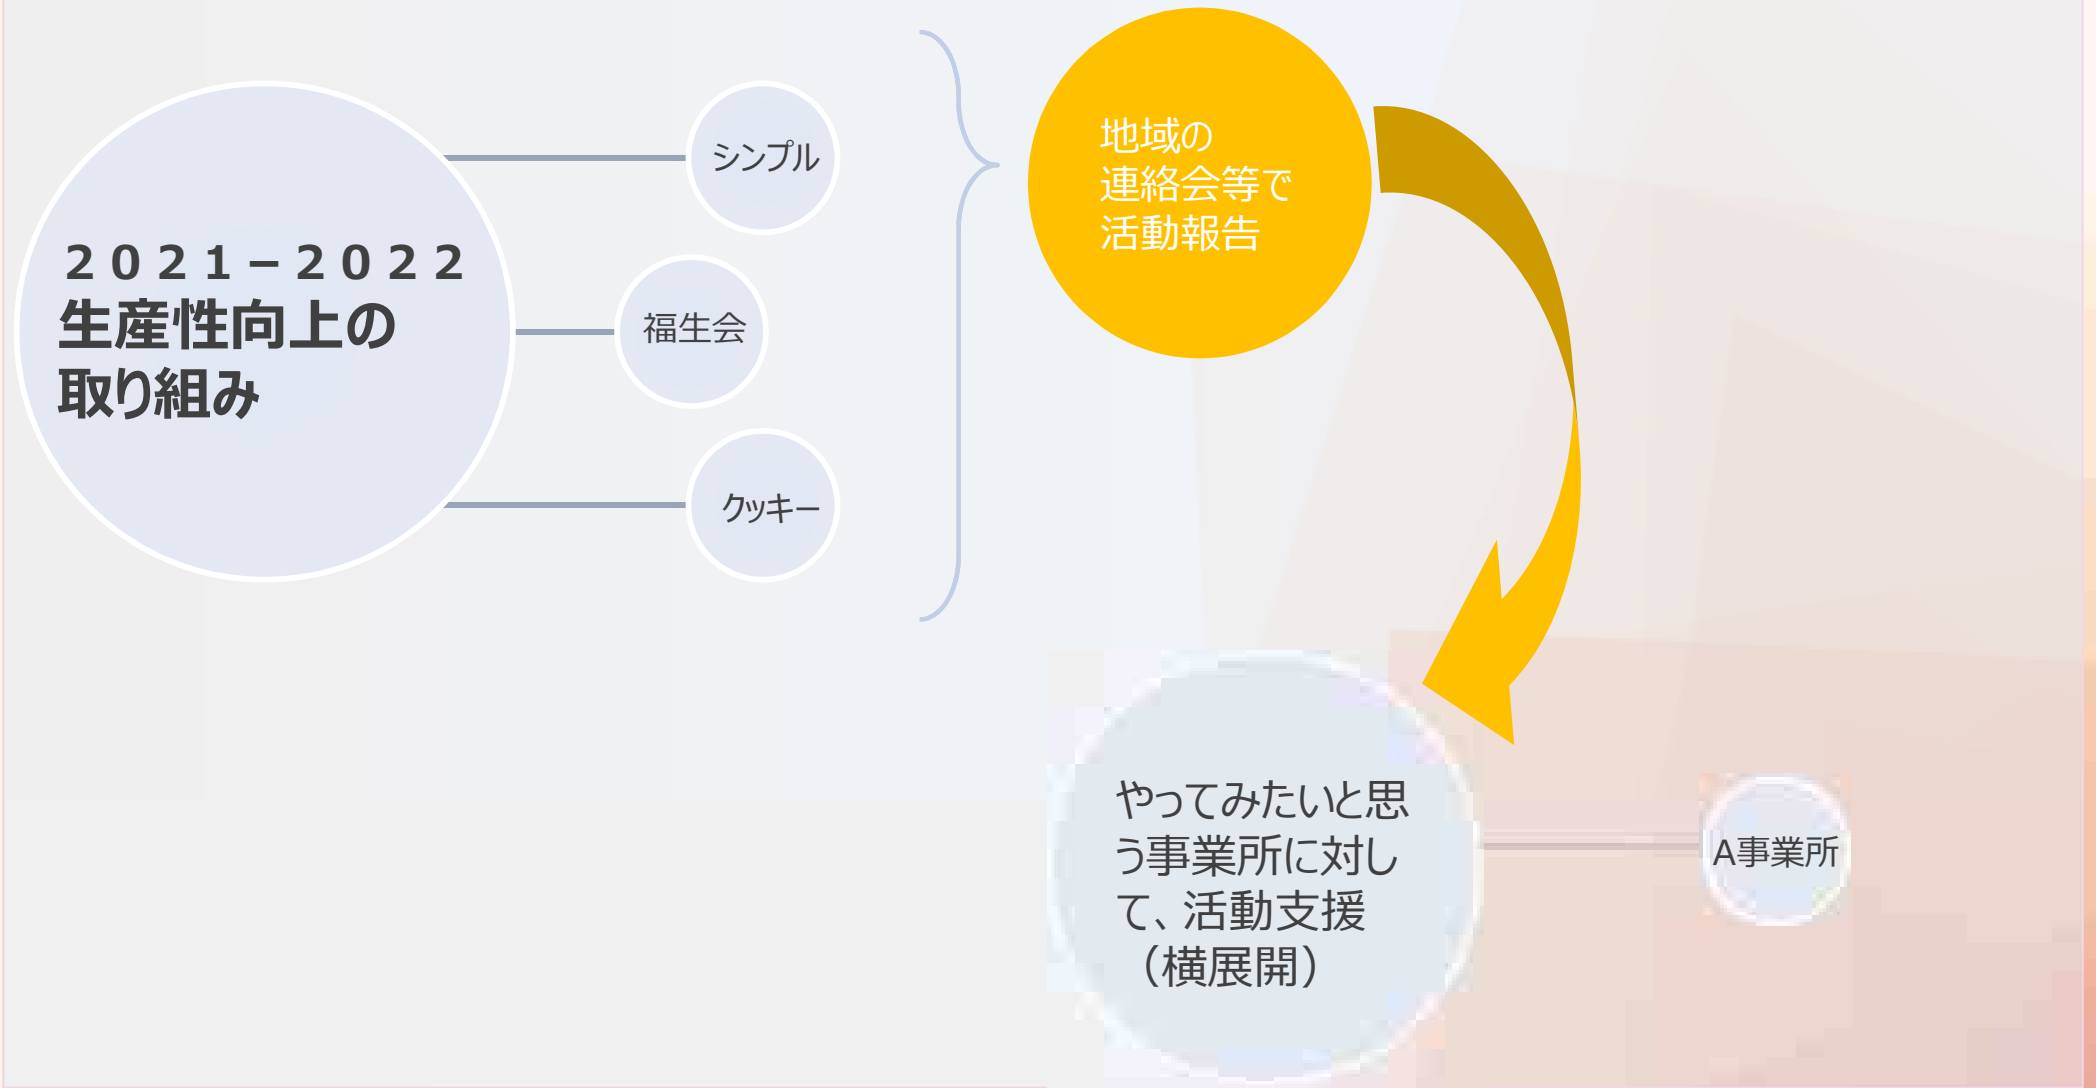 ２０２１－２０２２
生産性向上の
取り組み
シンプル
福生会
クッキー
地域の
連絡会等で
活動報告
やってみたいと思
う事業所に対し
て、活動支援
（横展開）
A事業所